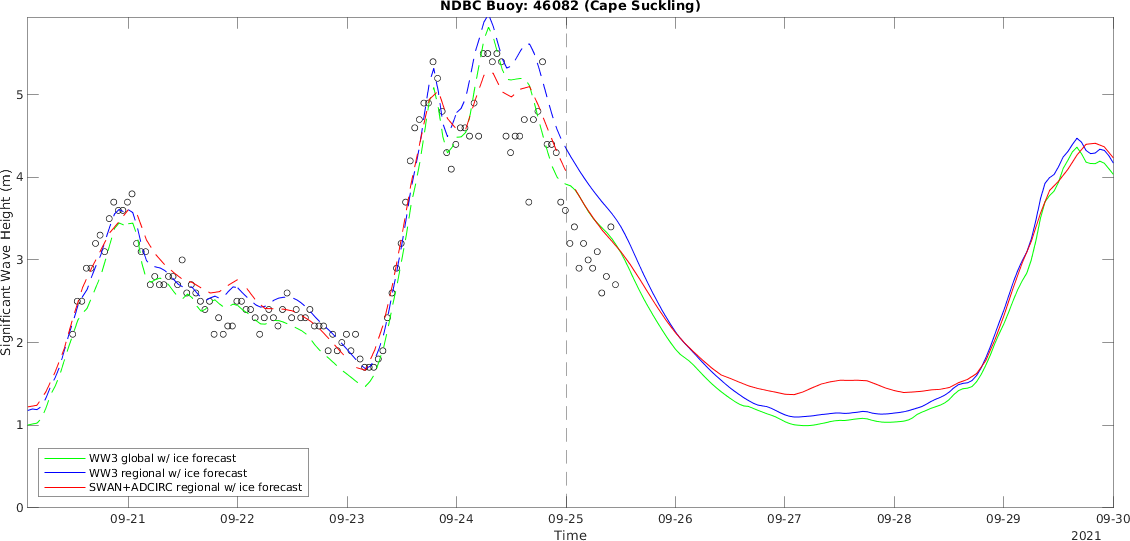 NDBC Buoy: 46082 (Cape Suckling)
Significant Wave Height (m)
5
4
3
2
1
0
WW3 global w/ ice forecast
WW3 regional w/ ice forecast
SWAN+ADCIRC regional w/ ice forecast
09-21 09-22 09-23 09-24 09-25 09-26 09-27 09-28 09-29 09-30
Time
2021